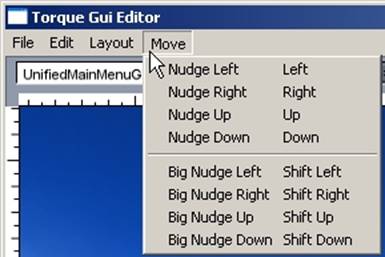 Torque Gui Editor
File Edit Layout Move
UnifiedMainMenuG
Nudge Left Left
Nudge Right Right
Nudge Up Up
Nudge Down Down
Big Nudge Left Shift Left
Big Nudge Right Shift Right
Big Nudge Up Shift Up
Big Nudge Down Shift Down